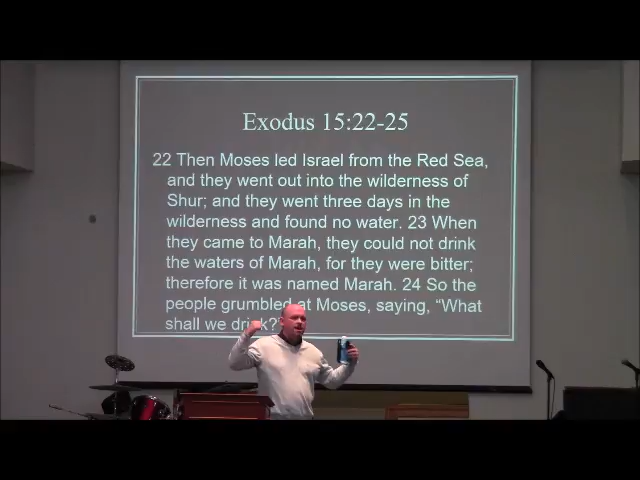 Exodus 15:22-25
22 Then Moses led Israel from the Red Sea,
and they went out into the wilderness of
Shur; and they went three days in the
wilderness and found no water. 23 When
they came to Marah, they could not drink
the waters of Marah, for they were bitter;
therefore it was named Marah. 24 So the
people grumbled at Moses, saying, “What
shall we drink?”